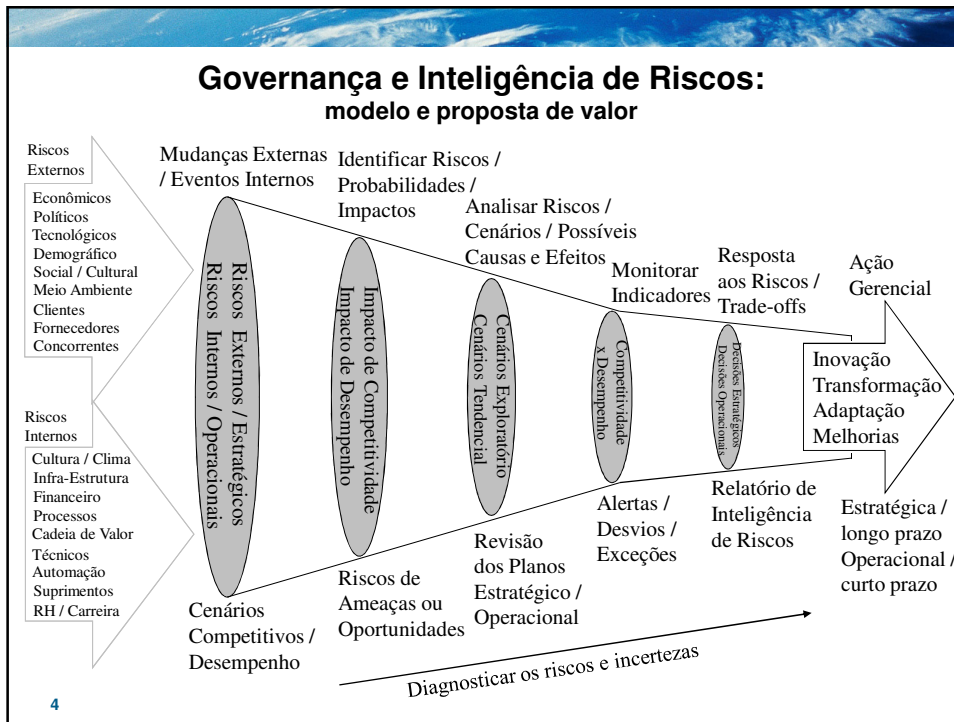 Governança e Inteligência de Riscos:
modelo e proposta de valor
Riscos
Externos
Econômicos
Políticos
Tecnológicos
Demográfico
Social / Cultural
Meio Ambiente
Clientes
Fornecedores
Concorrentes
Riscos
Internos
Cultura / Clima
Infra-Estrutura
Financeiro
Processos
Cadeia de Valor
Técnicos
Automação
Suprimentos
RH / Carreira
Mudanças Externas
/ Eventos Internos
Riscos Externos / Estratégicos
Riscos Internos / Operacionais
Cenários
Competitivos /
Desempenho
Identificar Riscos /
Probabilidades /
Impactos
Impacto de Competitividade
Impacto de Desempenho
Riscos de
Ameaças ou
Oportunidades
Analisar Riscos /
Cenários / Possíveis
Causas e Efeitos
Cenários Exploratório
Cenários Tendencial
Revisão
dos Planos
Estratégico /
Operacional
Monitorar
Indicadores
Competitividade
x Desempenho
Alertas /
Desvios /
Exceções
Resposta
aos Riscos /
Trade-offs
Decisões Estratégicos
Decisões Operacionais
Relatório de
Inteligência
de Riscos
Ação
Gerencial
Inovação
Transformação
Adaptação
Melhorias
Estratégica /
longo prazo
Operacional /
curto prazo
Diagnosticar os riscos e incertezas
4